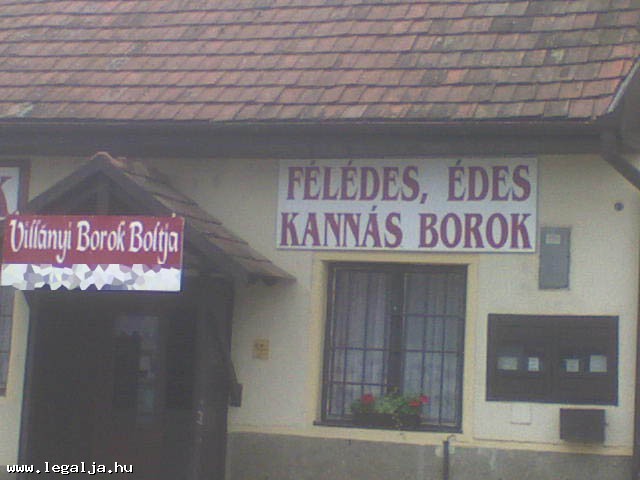 Villányi Borok Boltja
FÉLÉDES, ÉDES
KANNÁS BOROK
www.legalja.hu